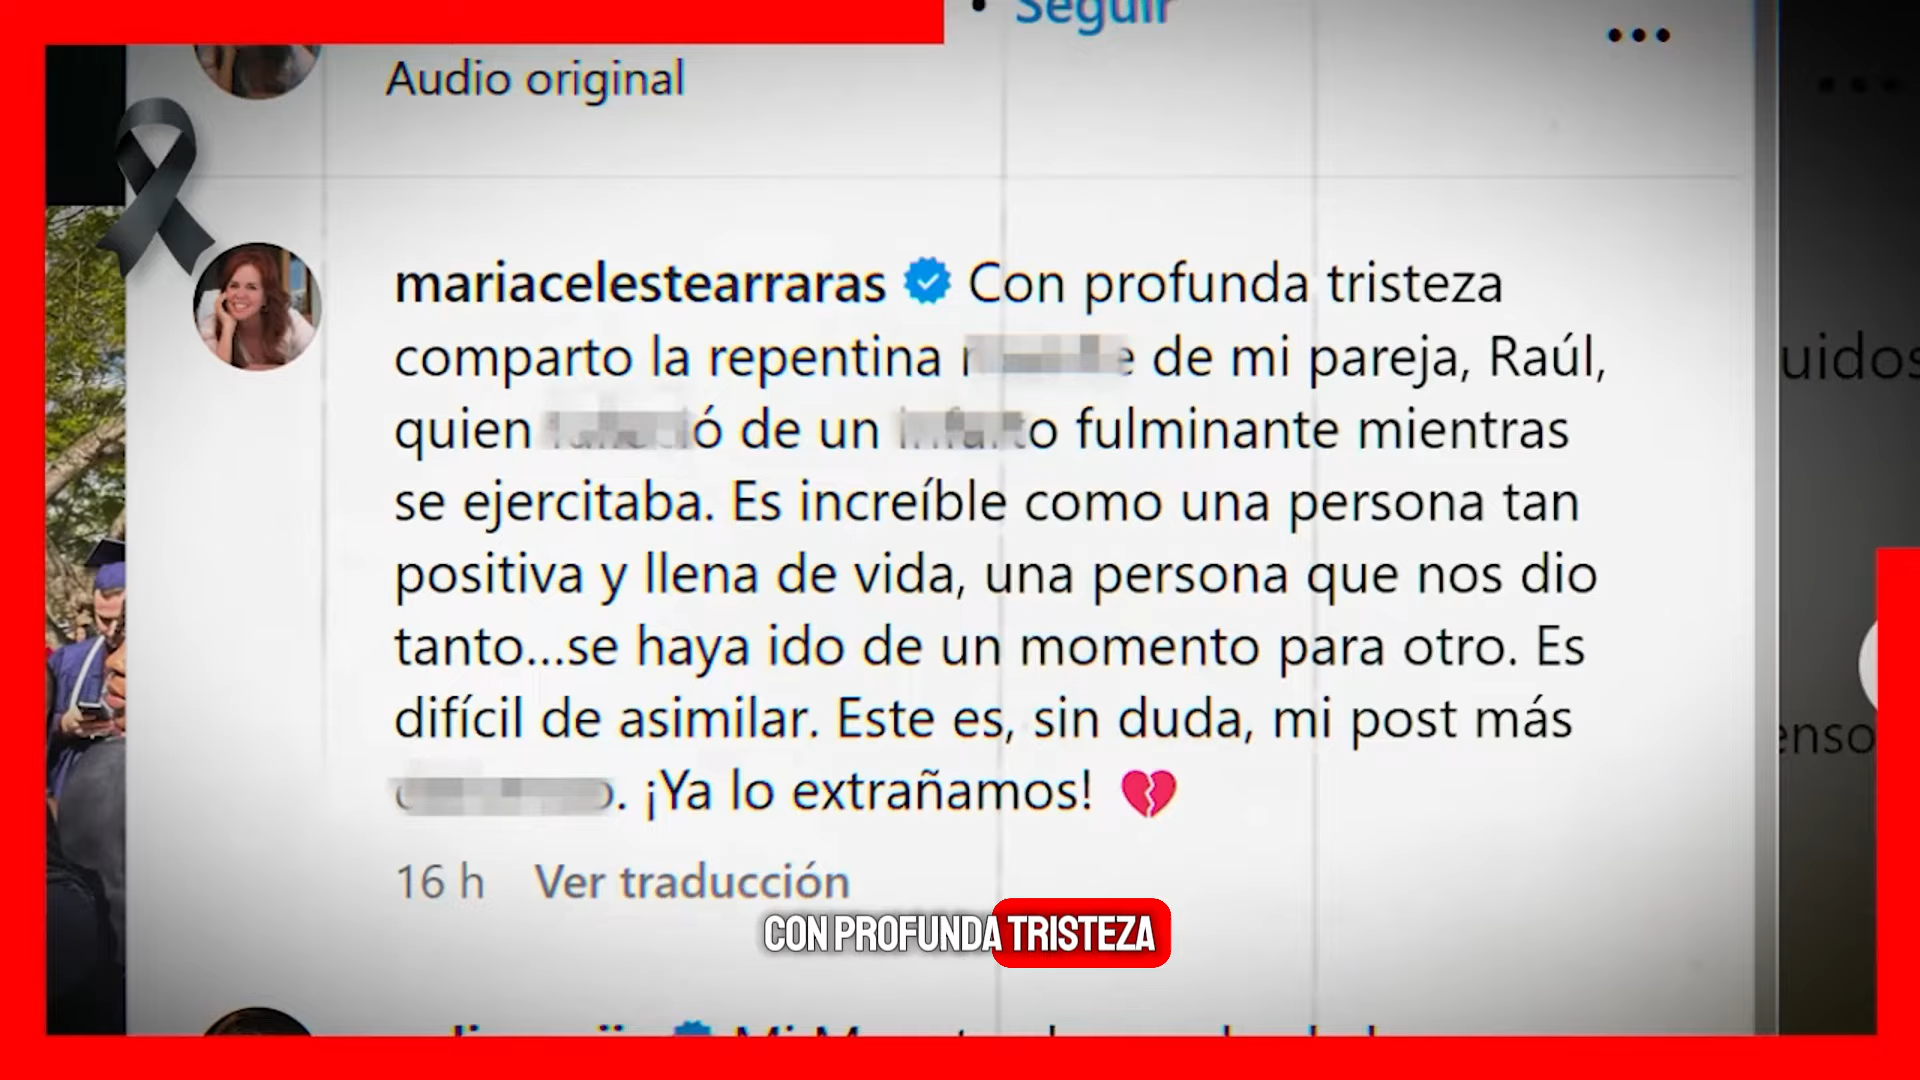 Seguir
Audio original
mariacelestearraras Con profunda tristeza
comparto la repentina de mi pareja, Raúl,
quien de un fulminante mientras
se ejercitaba. Es increíble como una persona tan
positiva y llena de vida, una persona que nos dio
tanto...se haya ido de un momento para otro. Es
difícil de asimilar. Este es, sin duda, mi post más
. ¡Ya lo extrañamos!
16 h Ver traducción
CON PROFUNDA TRISTEZA